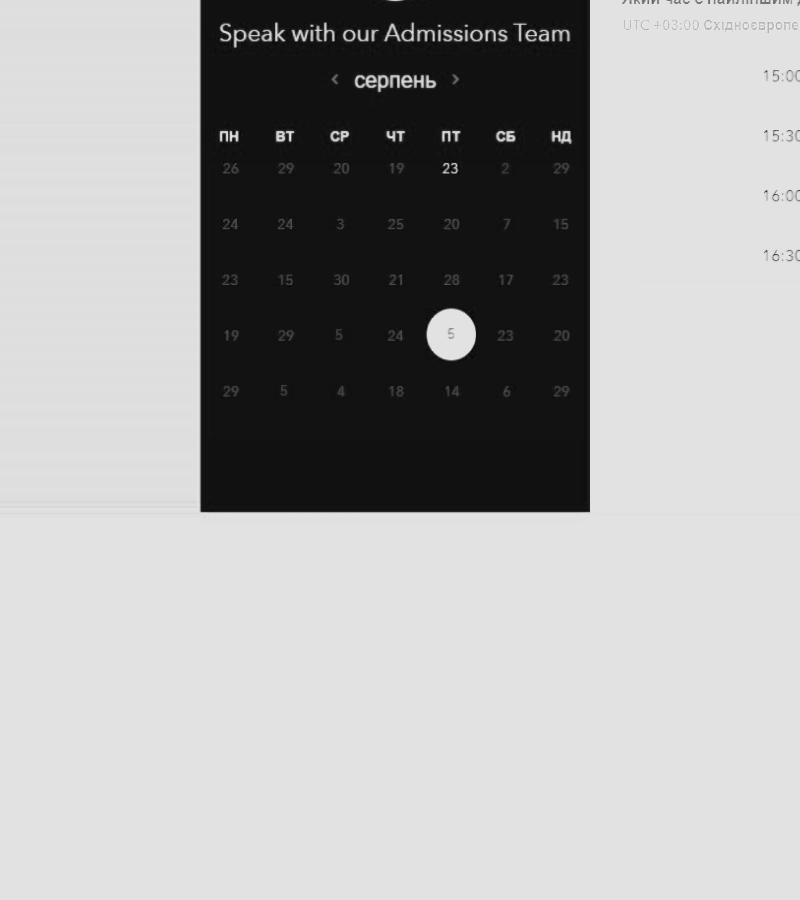 Speak with our Admissions Team
< серпень >
ПН ВТ СР ЧТ ПТ СБ НД
26 29 20 19 23 2 29
24 24 3 25 20 7 15
23 15 30 21 28 17 23
19 29 5 24 5 23 20
29 5 4 18 14 6 29
UTC +03:00 Східноєвропе
15:00
15:30
16:00
16:30